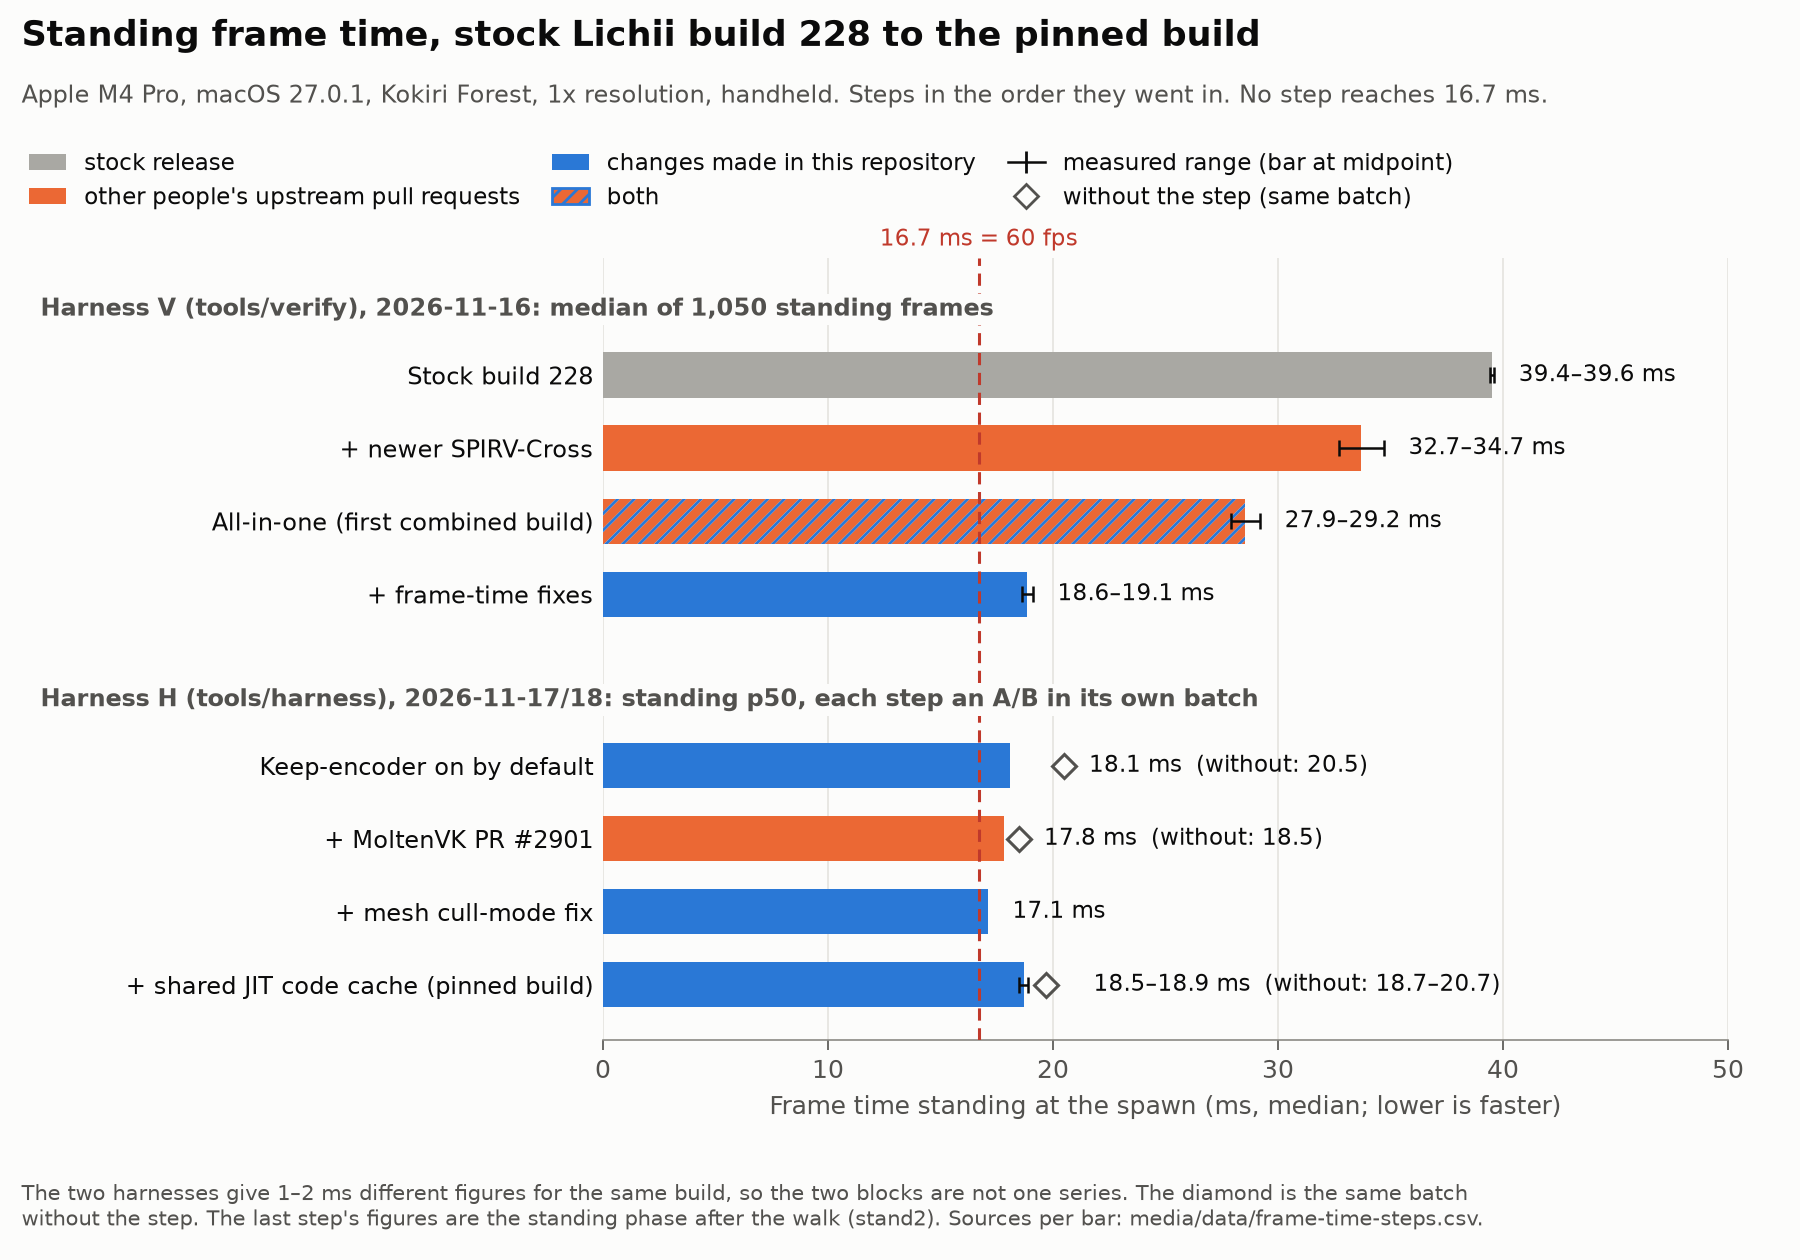 Standing frame time, stock Lichii build 228 to the pinned build
Apple M4 Pro, macOS 27.0.1, Kokiri Forest, 1x resolution, handheld. Steps in the order they went in. No step reaches 16.7 ms.
stock release
other people's upstream pull requests
changes made in this repository
both
measured range (bar at midpoint)
without the step (same batch)
16.7 ms = 60 fps
Harness V (tools/verify), 2026-11-16: median of 1,050 standing frames
Stock build 228
39.4–39.6 ms
+ newer SPIRV-Cross
32.7–34.7 ms
All-in-one (first combined build)
27.9–29.2 ms
+ frame-time fixes
18.6–19.1 ms
Harness H (tools/harness), 2026-11-17/18: standing p50, each step an A/B in its own batch
Keep-encoder on by default
18.1 ms (without: 20.5)
+ MoltenVK PR #2901
17.8 ms (without: 18.5)
+ mesh cull-mode fix
17.1 ms
+ shared JIT code cache (pinned build)
18.5–18.9 ms (without: 18.7–20.7)
0 10 20 30 40 50
Frame time standing at the spawn (ms, median; lower is faster)
The two harnesses give 1–2 ms different figures for the same build, so the two blocks are not one series. The diamond is the same batch
without the step. The last step's figures are the standing phase after the walk (stand2). Sources per bar: media/data/frame-time-steps.csv.